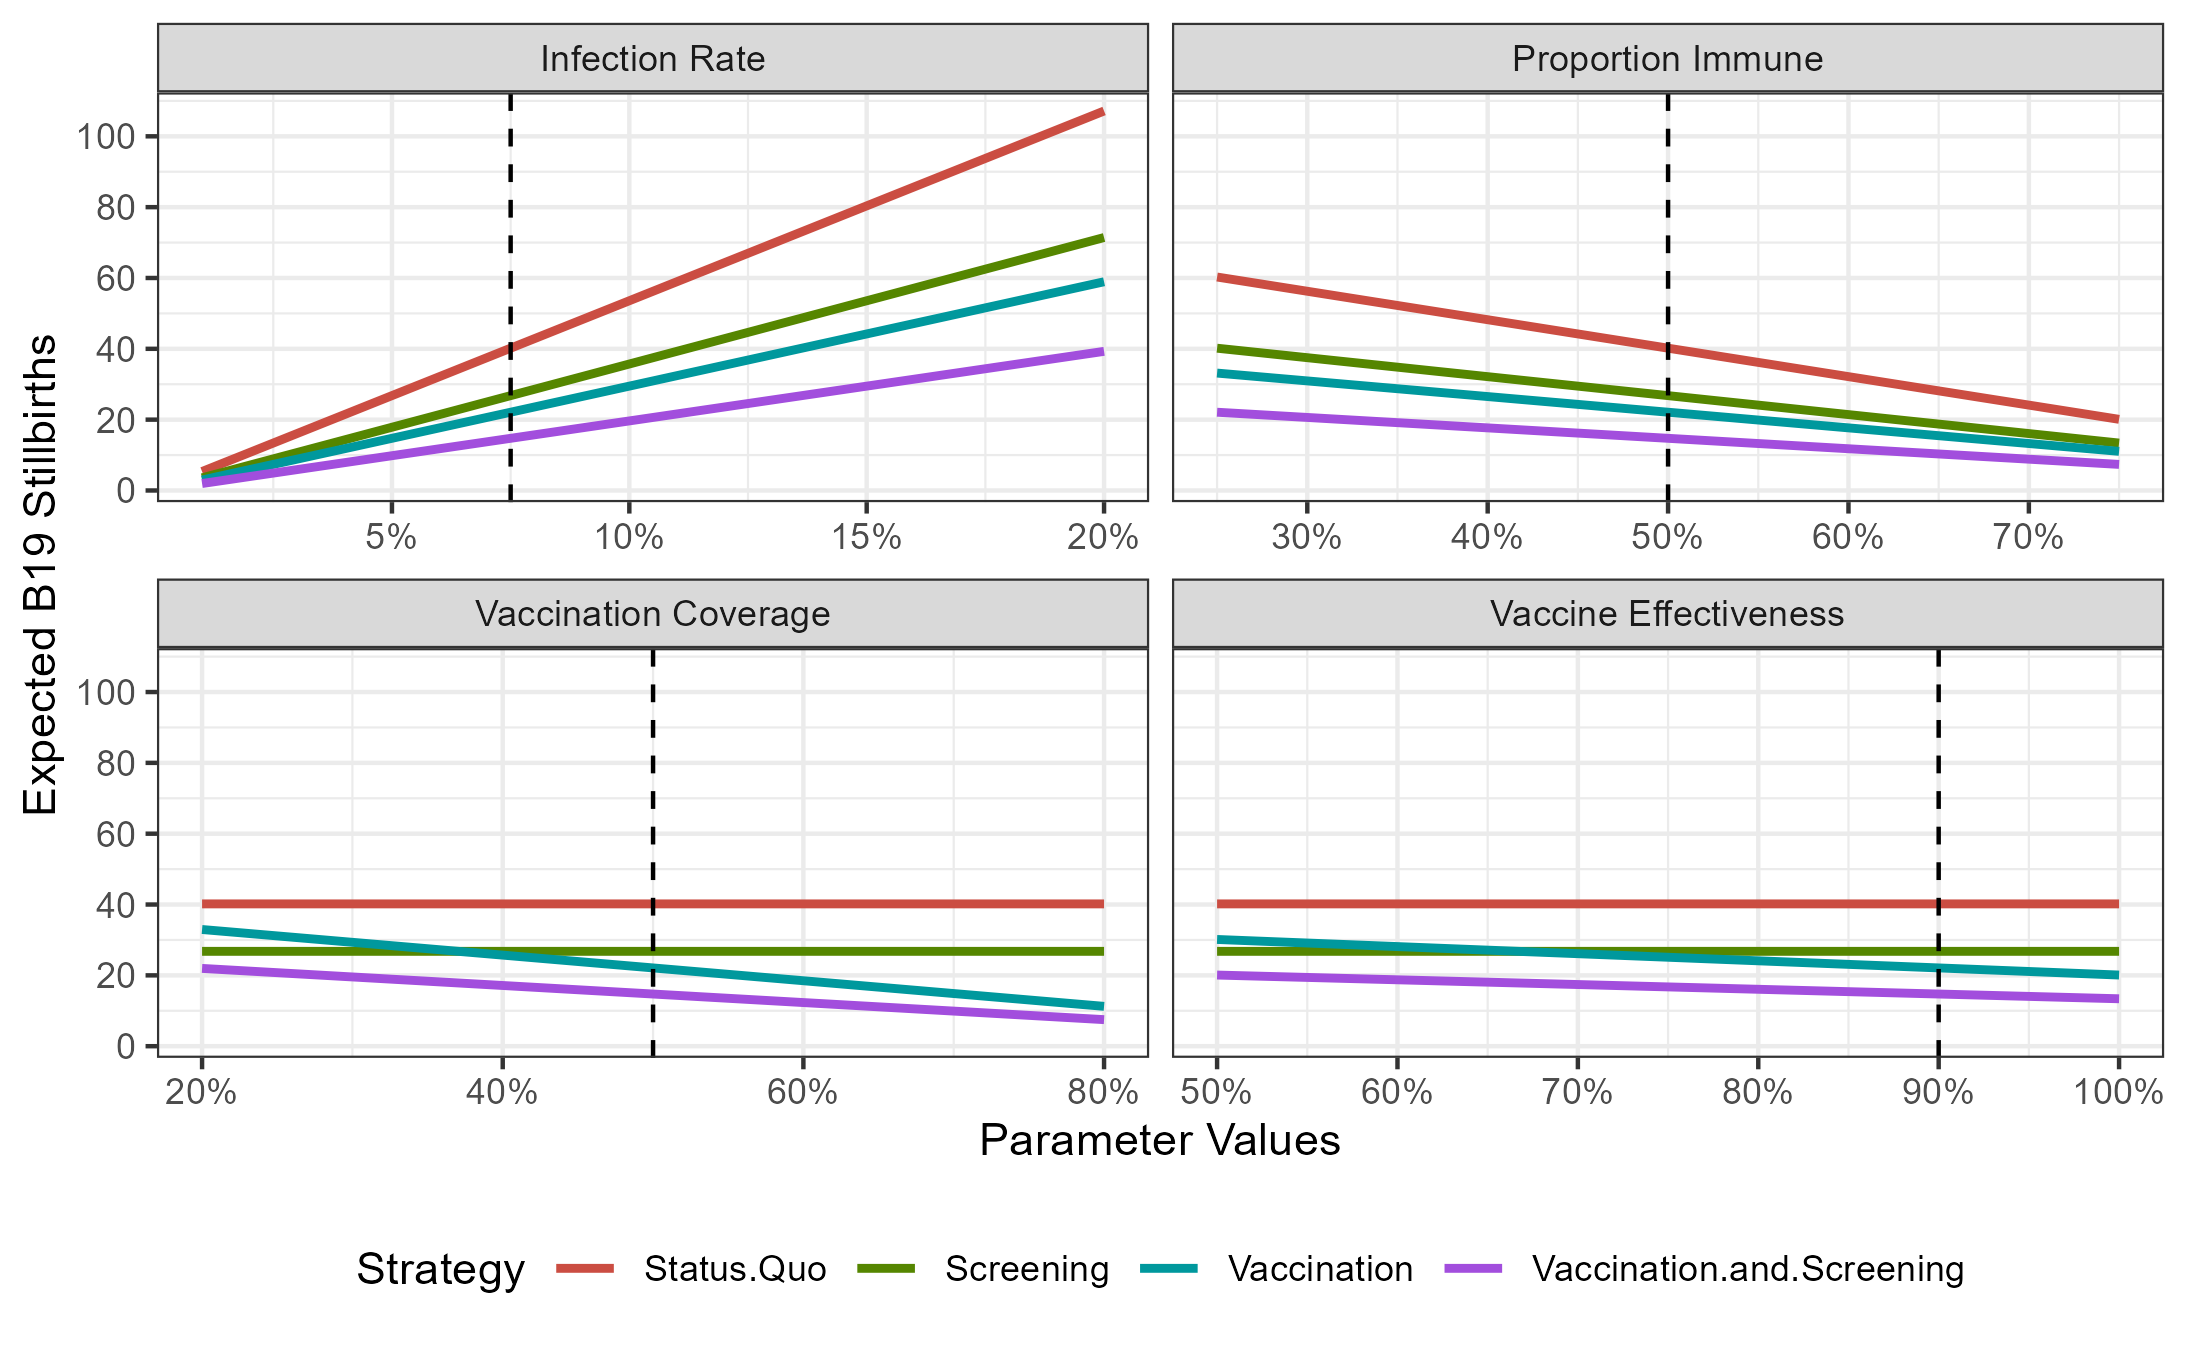 Infection Rate
Proportion Immune
100
80
60
40
20
0
5% 10% 15% 20%
30% 40% 50% 60% 70%
Expected B19 Stillbirths
Vaccination Coverage
Vaccine Effectiveness
100
80
60
40
20
0
20% 40% 60% 80%
50% 60% 70% 80% 90% 100%
Parameter Values
Strategy Status.Quo Screening Vaccination Vaccination.and.Screening